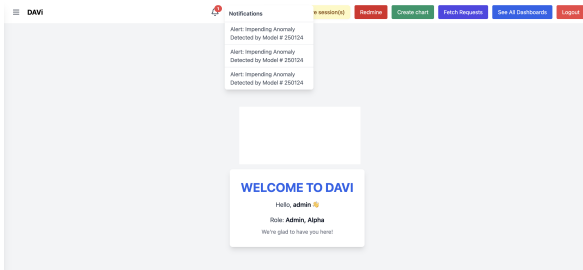 DAVi
1
Notifications
e session(s)
Redmine
Create chart
Fetch Requests
See All Dashboards
Logout
Alert: Impending Anomaly
Detected by Model # 250124
Alert: Impending Anomaly
Detected by Model # 250124
Alert: Impending Anomaly
Detected by Model # 250124
WELCOME TO DAVI
Hello, admin 👋
Role: Admin, Alpha
We're glad to have you here!